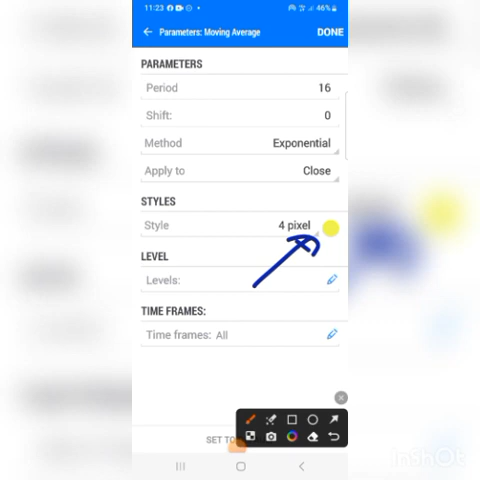 11:23
46%
Parameters: Moving Average
DONE
PARAMETERS
Period 16
Shift: 0
Method Exponential
Apply to Close
STYLES
Style 4 pixel
LEVEL
Levels:
TIME FRAMES:
Time frames: All
SET TO
InShOt